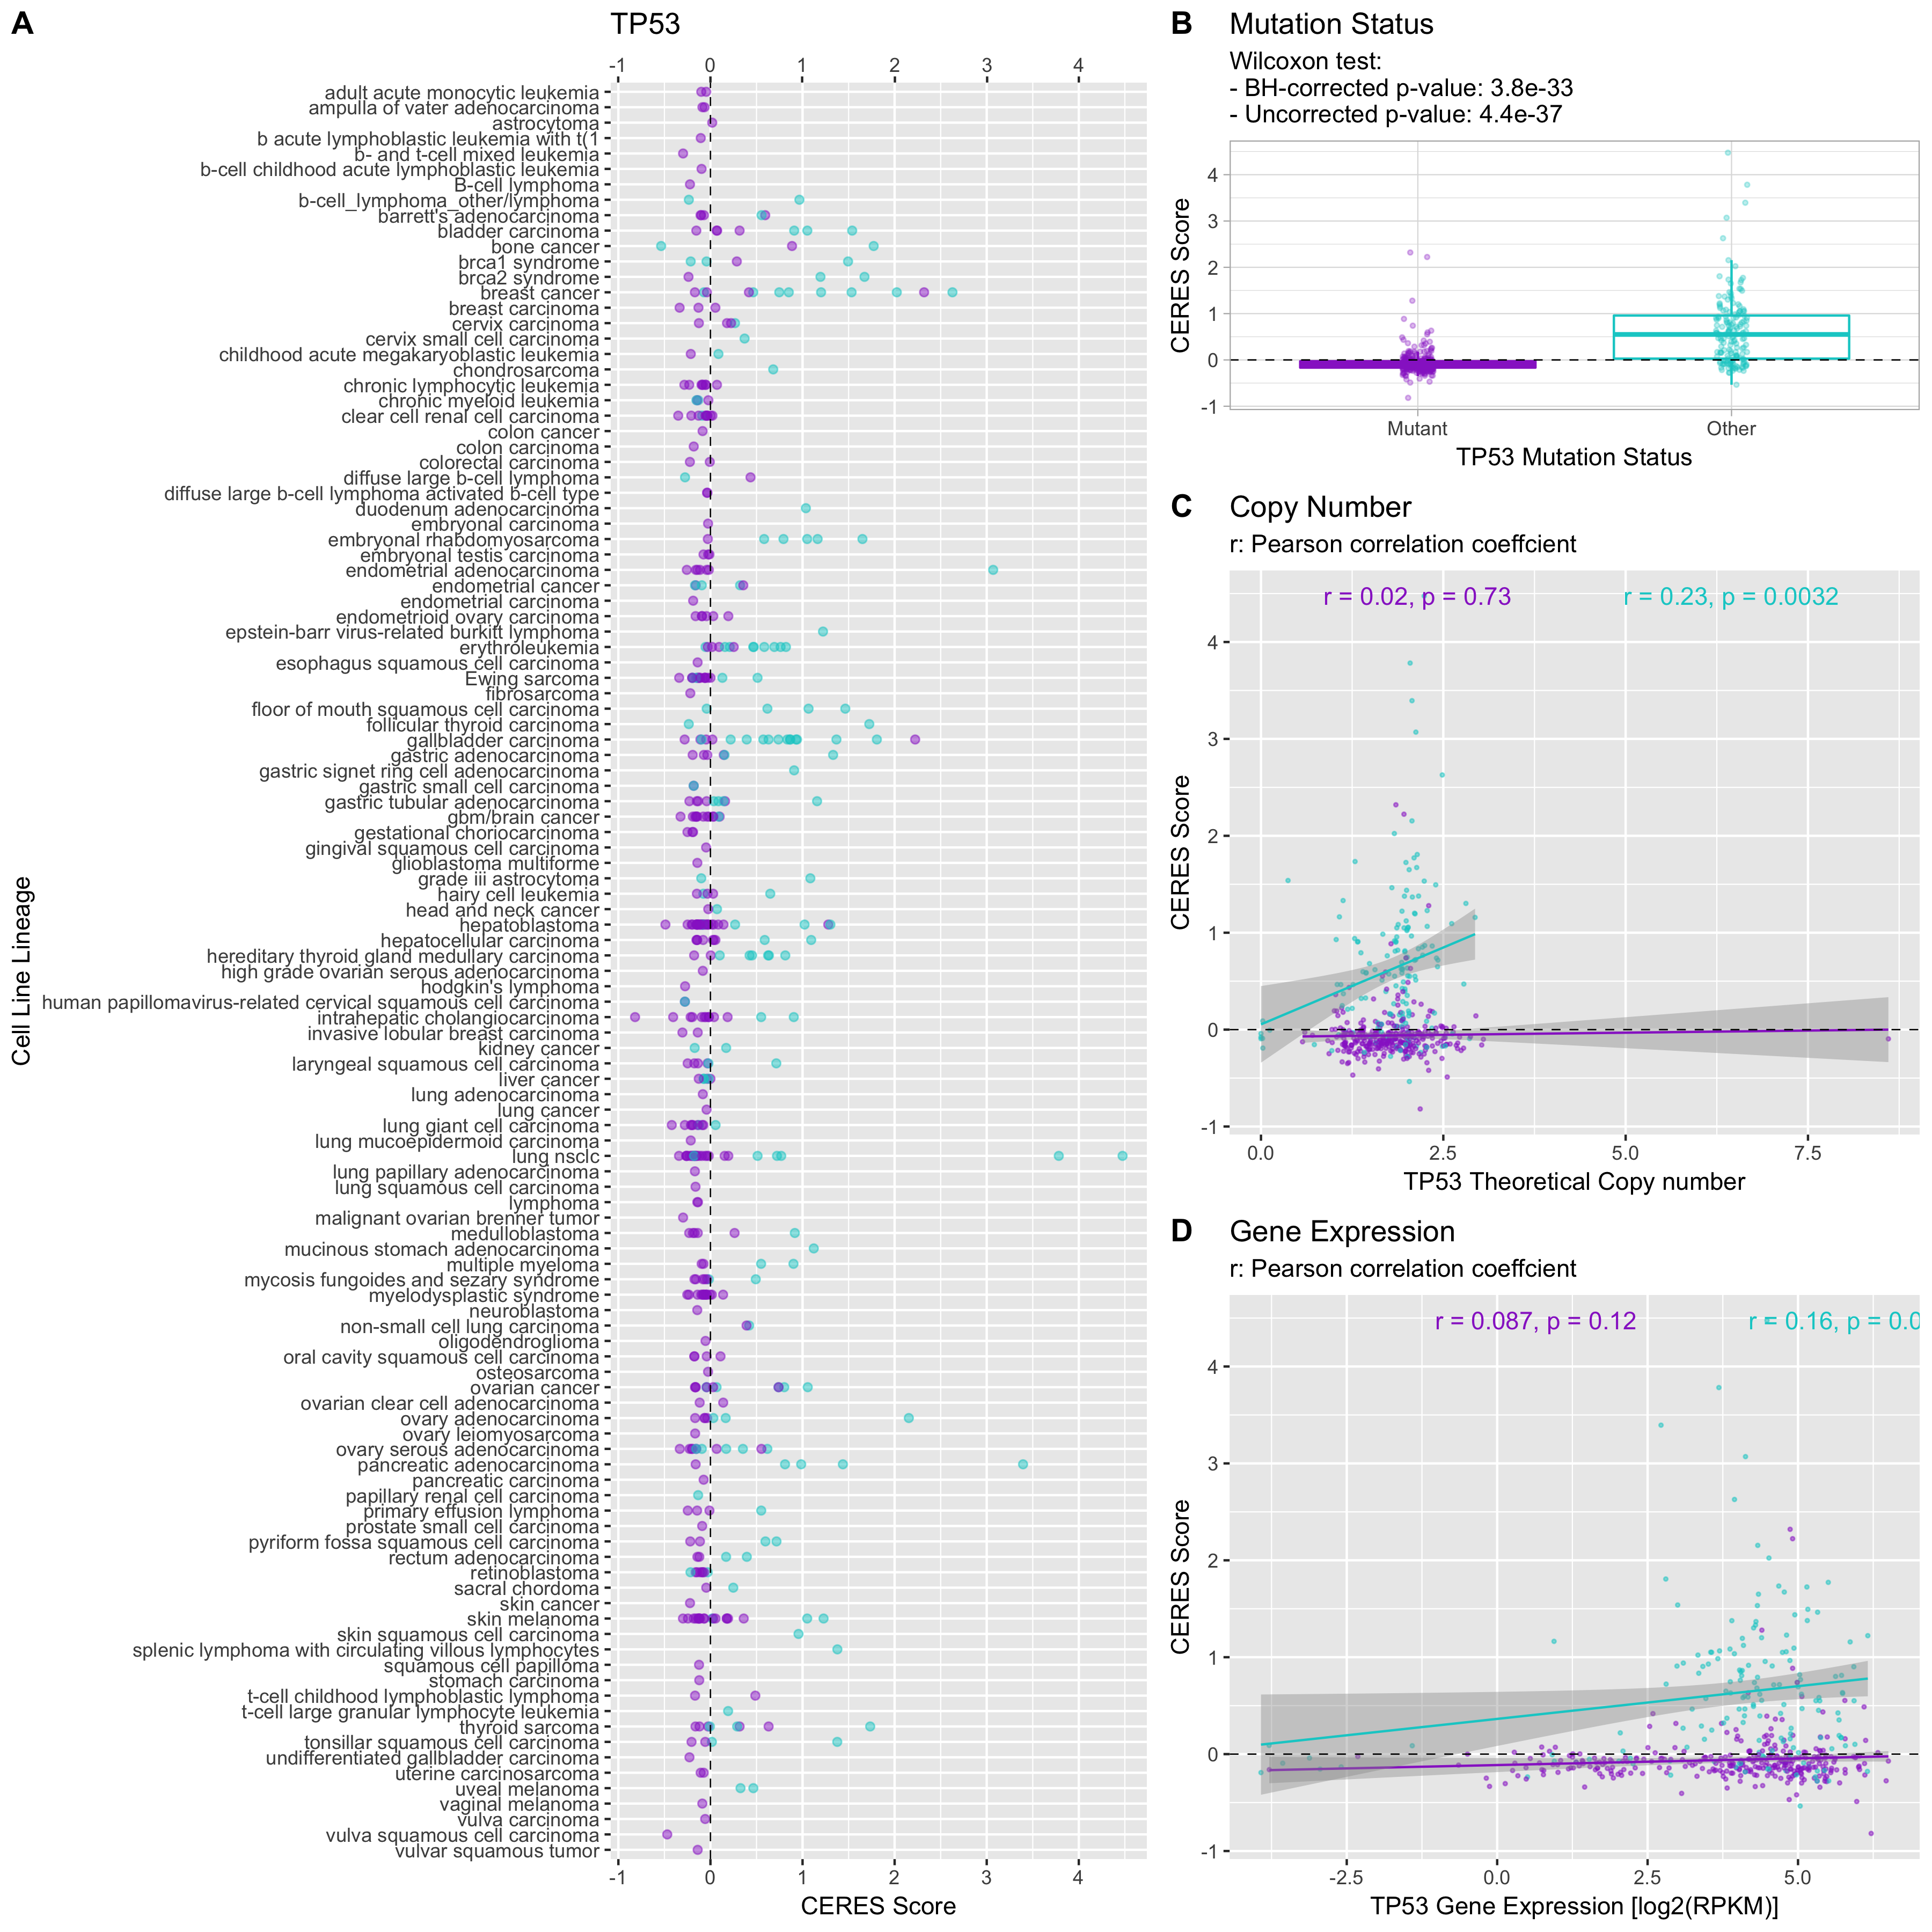 A
TP53
-1 0 1 2 3 4
adult acute monocytic leukemia
ampulla of vater adenocarcinoma
astrocytoma
b acute lymphoblastic leukemia with t(1
b- and t-cell mixed leukemia
b-cell childhood acute lymphoblastic leukemia
B-cell lymphoma
b-cell_lymphoma_other/lymphoma
barrett's adenocarcinoma
bladder carcinoma
bone cancer
brca1 syndrome
brca2 syndrome
breast cancer
breast carcinoma
cervix carcinoma
cervix small cell carcinoma
childhood acute megakaryoblastic leukemia
chondrosarcoma
chronic lymphocytic leukemia
chronic myeloid leukemia
clear cell renal cell carcinoma
colon cancer
colon carcinoma
colorectal carcinoma
diffuse large b-cell lymphoma
diffuse large b-cell lymphoma activated b-cell type
duodenum adenocarcinoma
embryonal carcinoma
embryonal rhabdomyosarcoma
embryonal testis carcinoma
endometrial adenocarcinoma
endometrial cancer
endometrial carcinoma
endometrioid ovary carcinoma
epstein-barr virus-related burkitt lymphoma
erythroleukemia
esophagus squamous cell carcinoma
Ewing sarcoma
fibrosarcoma
floor of mouth squamous cell carcinoma
follicular thyroid carcinoma
gallbladder carcinoma
gastric adenocarcinoma
gastric signet ring cell adenocarcinoma
gastric small cell carcinoma
gastric tubular adenocarcinoma
gbm/brain cancer
gestational choriocarcinoma
gingival squamous cell carcinoma
glioblastoma multiforme
grade iii astrocytoma
hairy cell leukemia
head and neck cancer
hepatoblastoma
hepatocellular carcinoma
hereditary thyroid gland medullary carcinoma
high grade ovarian serous adenocarcinoma
hodgkin's lymphoma
human papillomavirus-related cervical squamous cell carcinoma
intrahepatic cholangiocarcinoma
invasive lobular breast carcinoma
kidney cancer
laryngeal squamous cell carcinoma
liver cancer
lung adenocarcinoma
lung cancer
lung giant cell carcinoma
lung mucoepidermoid carcinoma
lung nsclc
lung papillary adenocarcinoma
lung squamous cell carcinoma
lymphoma
malignant ovarian brenner tumor
medulloblastoma
mucinous stomach adenocarcinoma
multiple myeloma
mycosis fungoides and sezary syndrome
myelodysplastic syndrome
neuroblastoma
non-small cell lung carcinoma
oligodendroglioma
oral cavity squamous cell carcinoma
osteosarcoma
ovarian cancer
ovarian clear cell adenocarcinoma
ovary adenocarcinoma
ovary leiomyosarcoma
ovary serous adenocarcinoma
pancreatic adenocarcinoma
pancreatic carcinoma
papillary renal cell carcinoma
primary effusion lymphoma
prostate small cell carcinoma
pyriform fossa squamous cell carcinoma
rectum adenocarcinoma
retinoblastoma
sacral chordoma
skin cancer
skin melanoma
skin squamous cell carcinoma
splenic lymphoma with circulating villous lymphocytes
squamous cell papilloma
stomach carcinoma
t-cell childhood lymphoblastic lymphoma
t-cell large granular lymphocyte leukemia
thyroid sarcoma
tonsillar squamous cell carcinoma
undifferentiated gallbladder carcinoma
uterine carcinosarcoma
uveal melanoma
vaginal melanoma
vulva carcinoma
vulva squamous cell carcinoma
vulvar squamous tumor
-1 0 1 2 3 4
CERES Score
Cell Line Lineage
B
Mutation Status
Wilcoxon test:
- BH-corrected p-value: 3.8e-33
- Uncorrected p-value: 4.4e-37
4
3
2
1
0
-1
CERES Score
Mutant Other
TP53 Mutation Status
C
Copy Number
r: Pearson correlation coeffcient
r = 0.02, p = 0.73
r = 0.23, p = 0.0032
4
3
2
1
0
-1
CERES Score
0.0 2.5 5.0 7.5
TP53 Theoretical Copy number
D
Gene Expression
r: Pearson correlation coeffcient
r = 0.087, p = 0.12
r = 0.16, p = 0.0
4
3
2
1
0
-1
CERES Score
-2.5 0.0 2.5 5.0
TP53 Gene Expression [log2(RPKM)]